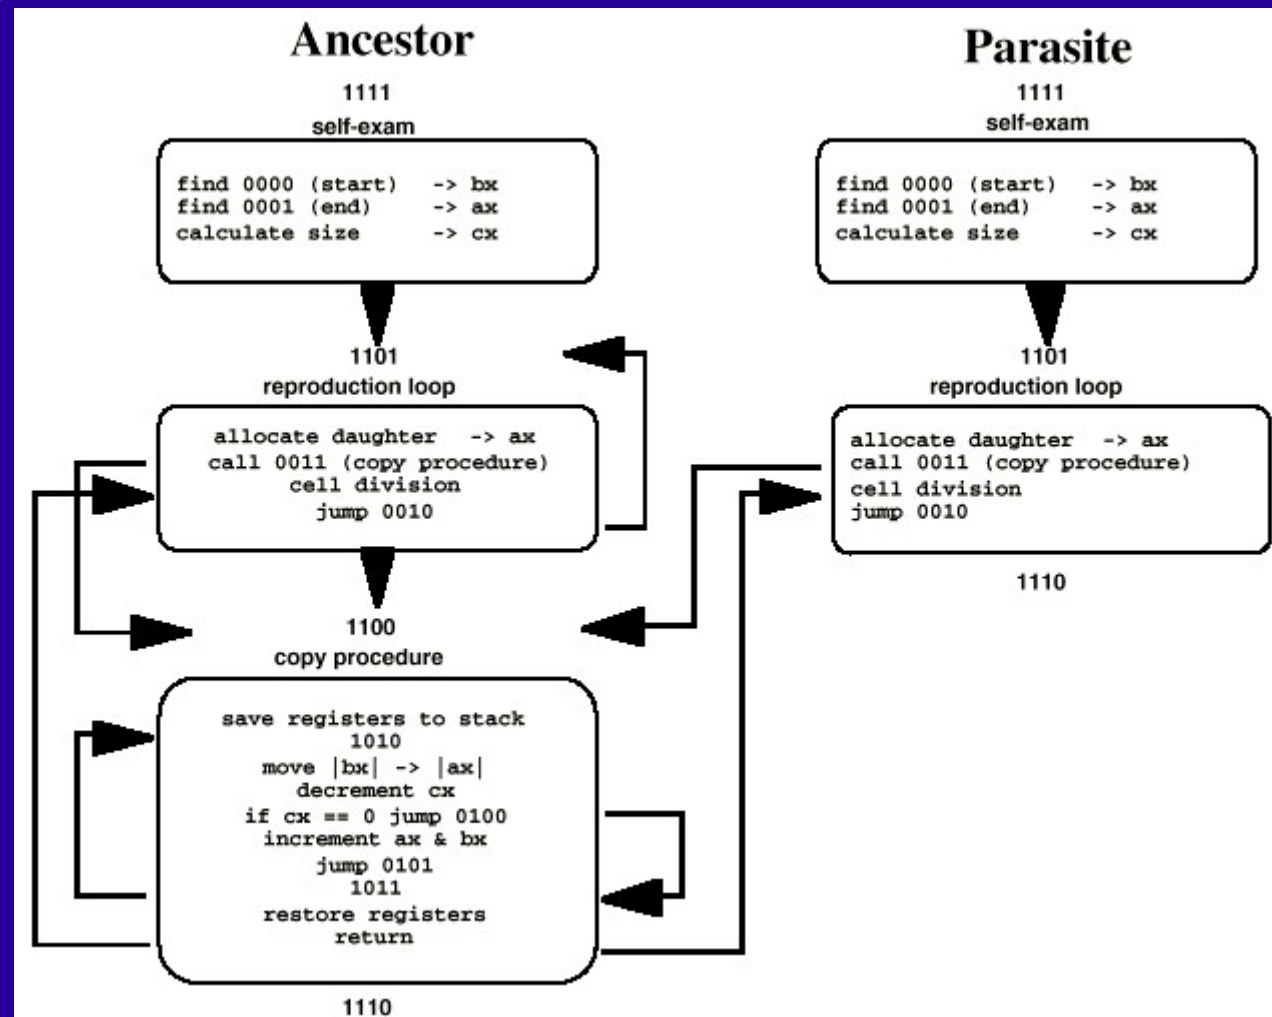 Ancestor
1111
self-exam
find 0000 (start) -> bx
find 0001 (end) -> ax
calculate size -> cx
1101
reproduction loop
allocate daughter -> ax
call 0011 (copy procedure)
cell division
jump 0010
1100
copy procedure
save registers to stack
1010
move |bx| -> |ax|
decrement cx
if cx == 0 jump 0100
increment ax & bx
jump 0101
1011
restore registers
return
1110
Parasite
1111
self-exam
find 0000 (start) -> bx
find 0001 (end) -> ax
calculate size -> cx
1101
reproduction loop
allocate daughter -> ax
call 0011 (copy procedure)
cell division
jump 0010
1110